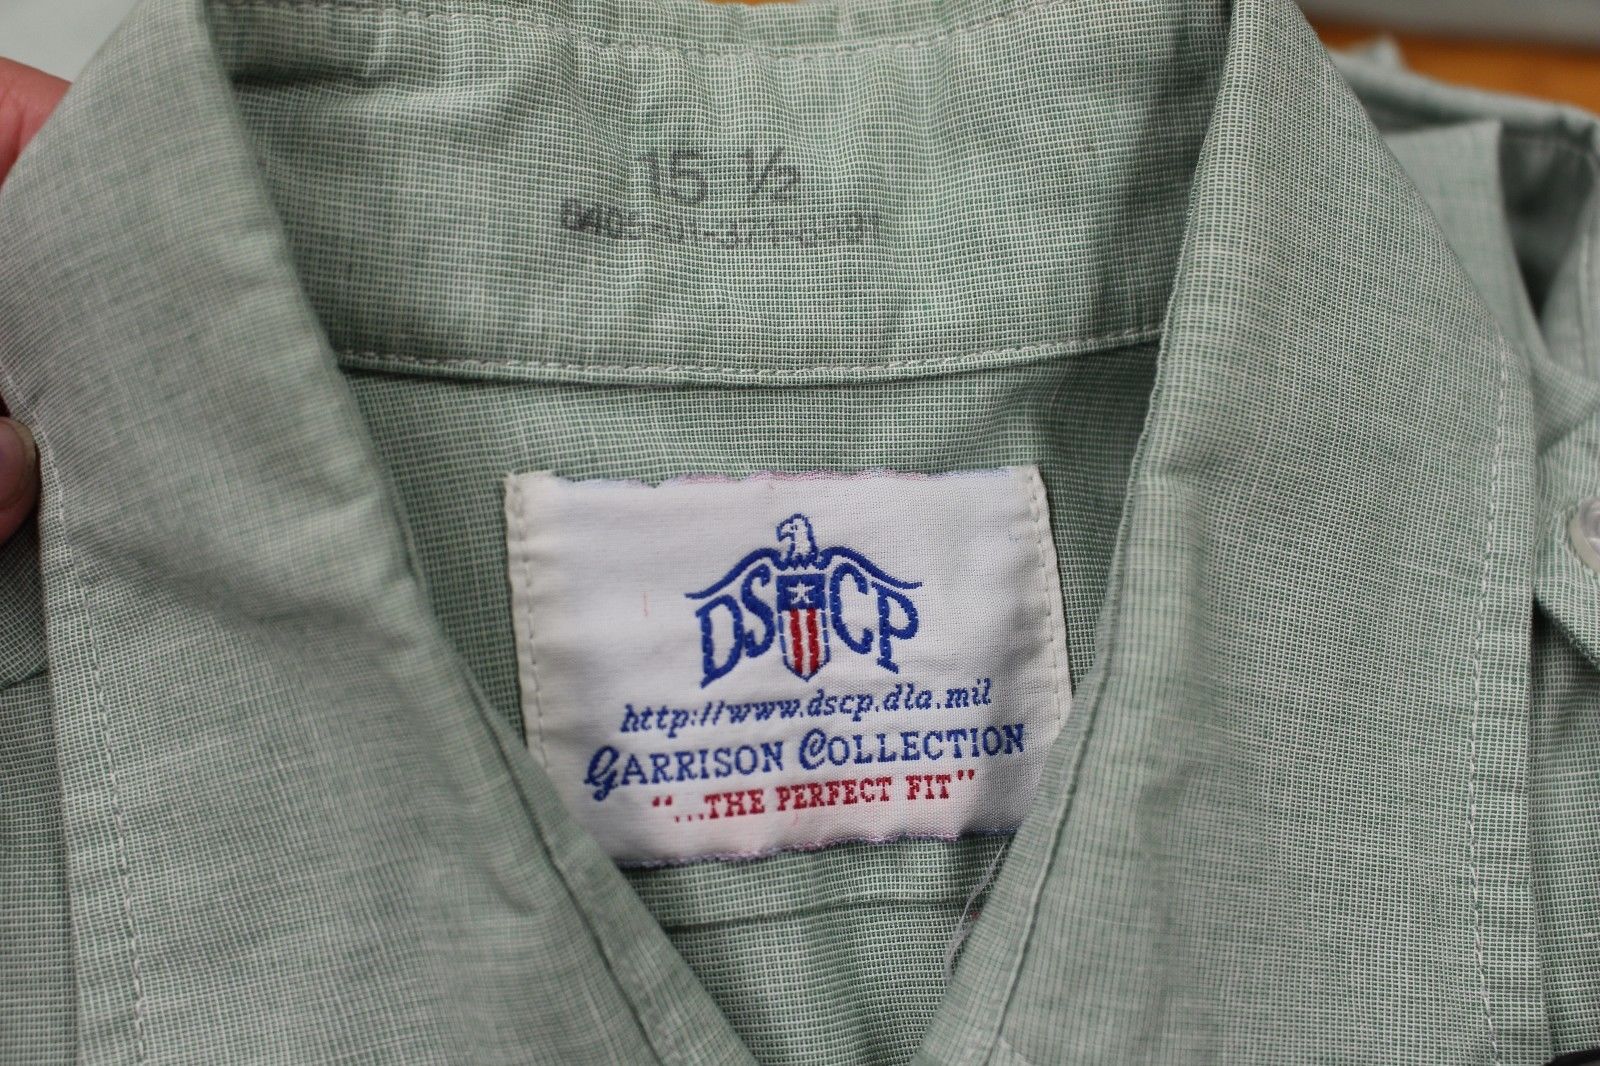 15 ½
DSCP
http://www.dscp.dla.mil
GARRISON COLLECTION
"...THE PERFECT FIT"